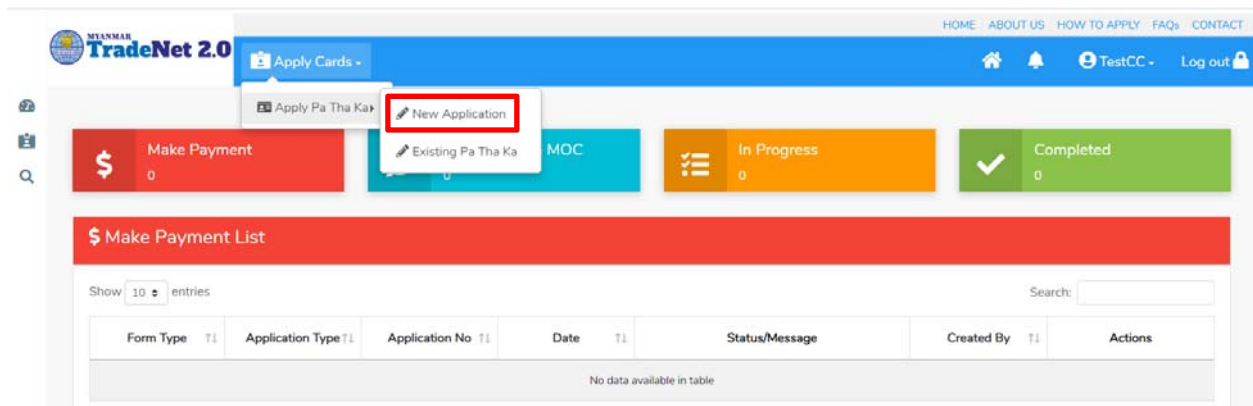 HOME ABOUT US HOW TO APPLY FAQs CONTACT
MYANMAR
TradeNet 2.0
Apply Cards
TestCC
Log out
Apply Pa Tha Ka
New Application
Existing Pa Tha Ka
Make Payment
0
MOC
0
In Progress
0
Completed
0
$ Make Payment List
Show 10 entries
Search:
Form Type Application Type Application No Date Status/Message Created By Actions
No data available in table